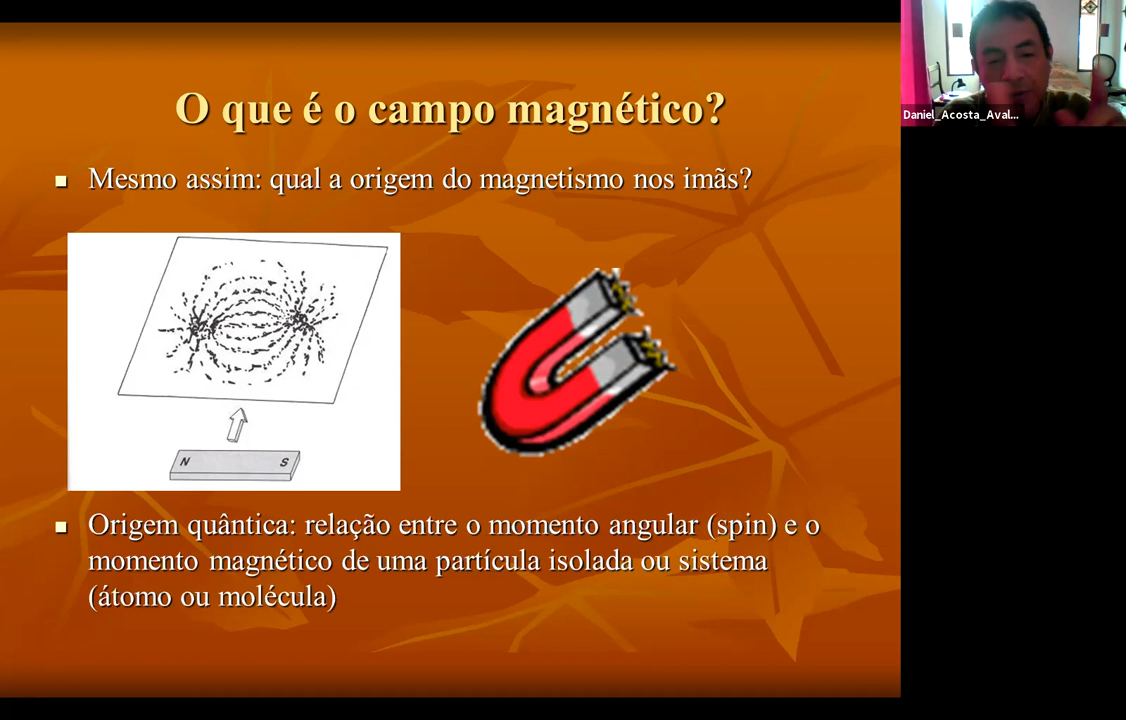 O que é o campo magnético?
Mesmo assim: qual a origem do magnetismo nos imãs?
N S
Origem quântica: relação entre o momento angular (spin) e o
momento magnético de uma partícula isolada ou sistema
(átomo ou molécula)
Daniel_Acosta_Aval...